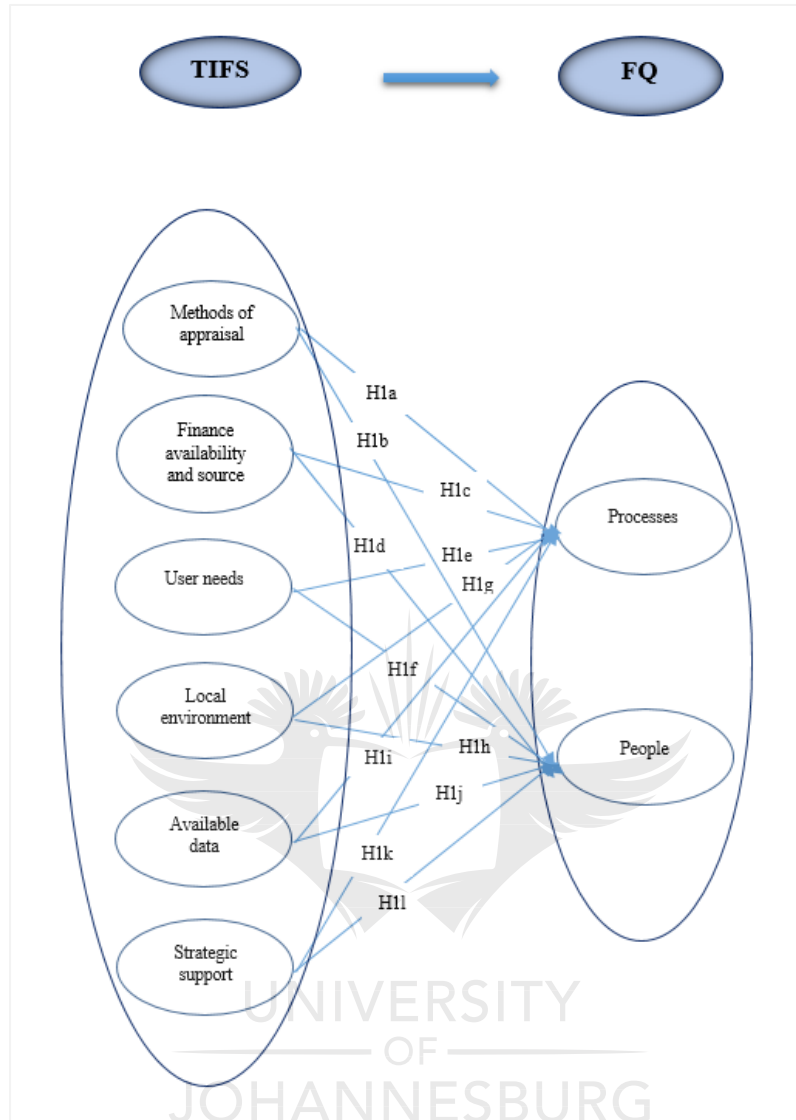 TIFS
FQ
Methods of
appraisal
H1a
H1b
Finance
availability
and source
H1c
Processes
H1d
H1e
User needs
H1g
H1f
Local
environment
H1h
People
H1i
H1j
Available
data
H1k
H1l
Strategic
support
UNIVERSITY
OF
JOHANNESBURG